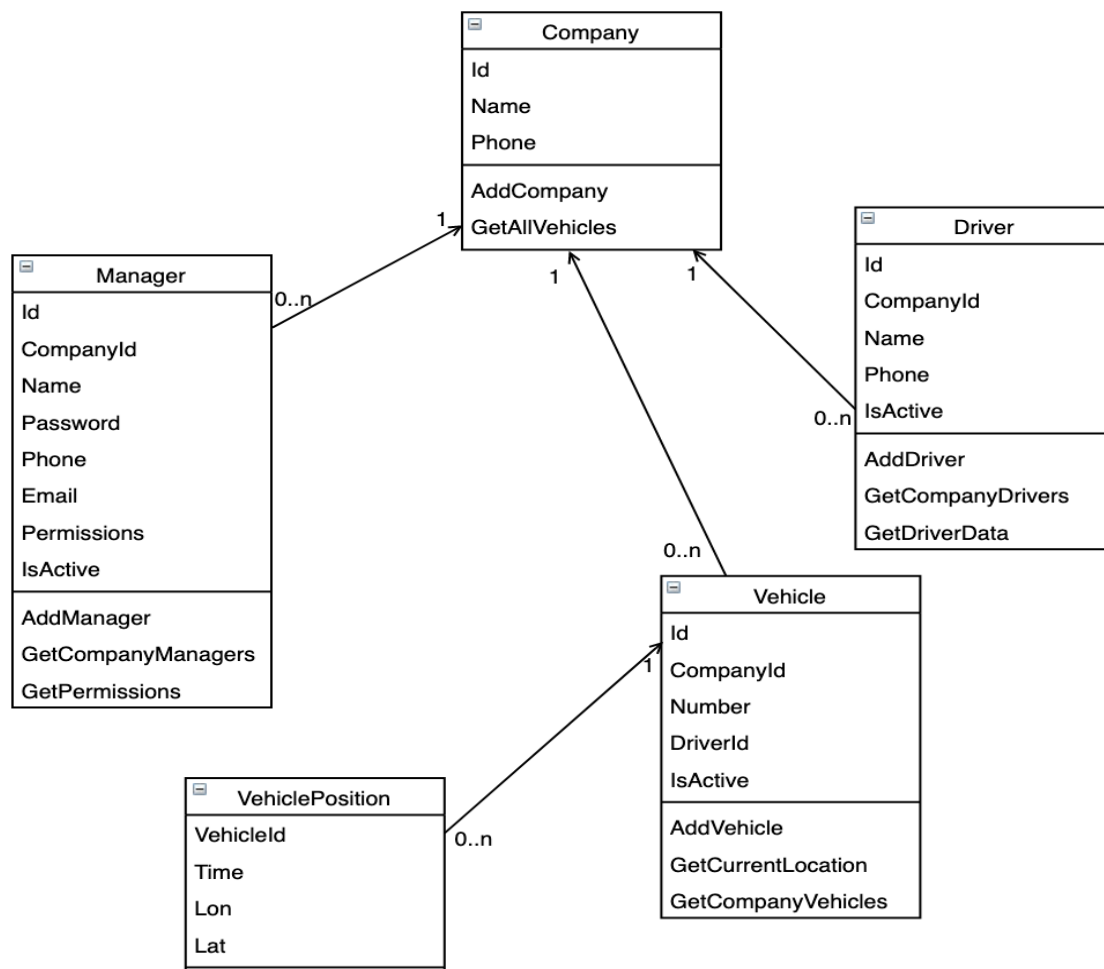 Company
Id
Name
Phone
AddCompany
GetAllVehicles
1
1
1
Manager
Id
CompanyId
Name
Password
Phone
Email
Permissions
IsActive
AddManager
GetCompanyManagers
GetPermissions
0..n
Driver
Id
CompanyId
Name
Phone
IsActive
AddDriver
GetCompanyDrivers
GetDriverData
0..n
0..n
Vehicle
Id
CompanyId
Number
DriverId
IsActive
AddVehicle
GetCurrentLocation
GetCompanyVehicles
1
VehiclePosition
VehicleId
Time
Lon
Lat
0..n